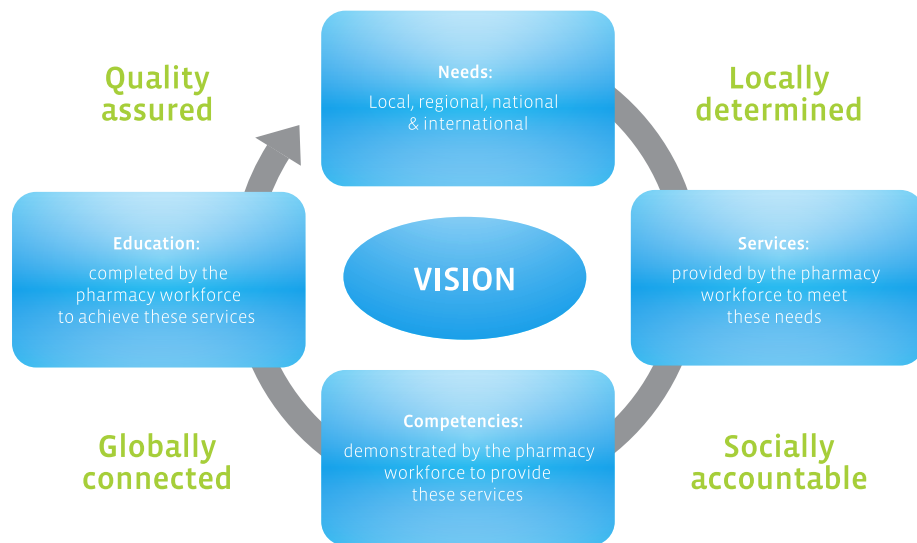 Quality
assured
Needs:
Local, regional, national
& international
Locally
determined
Education:
completed by the
pharmacy workforce
to achieve these services
VISION
Services:
provided by the pharmacy
workforce to meet
these needs
Globally
connected
Competencies:
demonstrated by the pharmacy
workforce to provide
these services
Socially
accountable